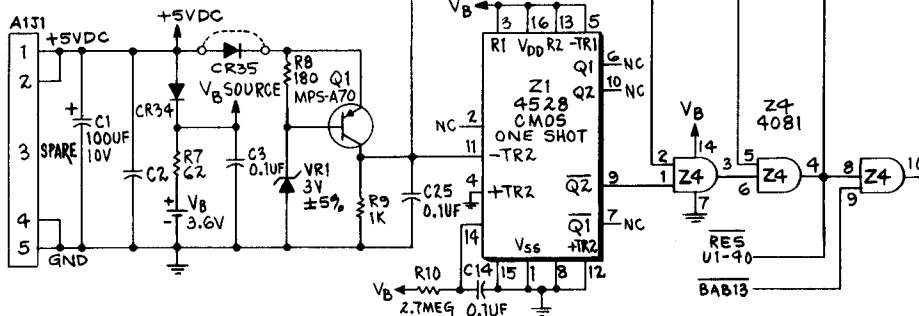 A1J1
+5VDC
+5VDC
1
2
3
4
5
SPARE
GND
+
C1
100UF
10V
C2
CR34
CR35
VB SOURCE
R7
62
+
VB
-
3.6V
C3
0.1UF
R8
180
Q1
MPS-A70
VR1
3V
±5%
R9
1K
C25
0.1UF
VB
3
16
13
5
R1
VDD
R2
-TR1
Q1
6
NC
Q2
10
NC
Z1
4528
CMOS
ONE SHOT
NC
2
11
-TR2
4
+TR2
Q2
9
Q1
7
NC
14
VSS
+TR2
15
1
8
12
VB
R10
2.7MEG
C14
0.1UF
VB
14
2
1
Z4
3
7
Z4
4081
5
6
Z4
4
8
9
Z4
10
RES
U1-40
BAB13